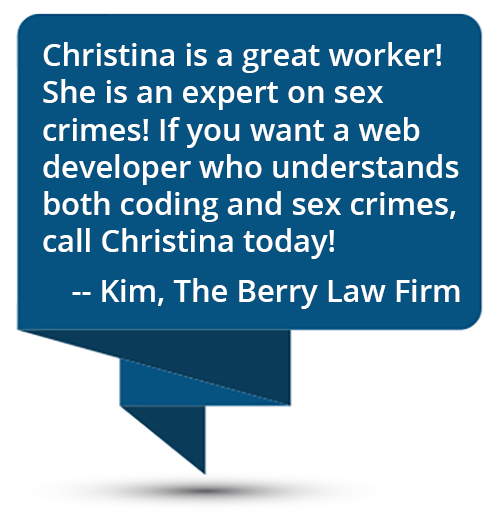 Christina is a great worker!
She is an expert on sex
crimes! If you want a web
developer who understands
both coding and sex crimes,
call Christina today!
-- Kim, The Berry Law Firm